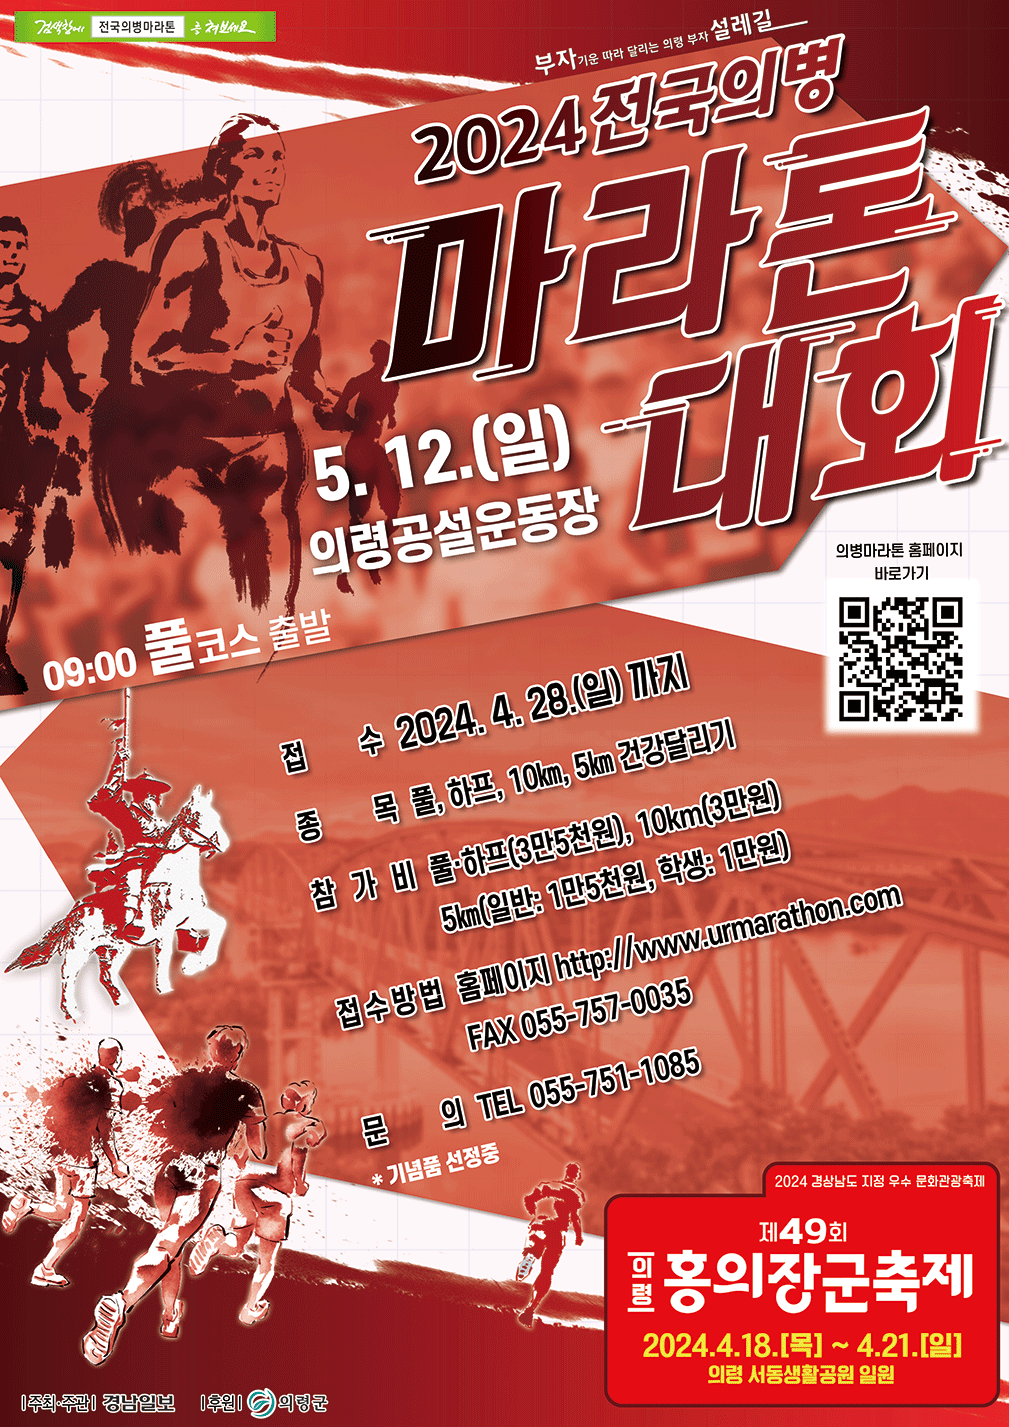 검색창에 전국의병마라톤 을 쳐보세요
부자기운 따라 달리는 의령 부자 설레길
2024 전국의병
마라톤
대회
5. 12.(일)
의령공설운동장
의병마라톤 홈페이지
바로가기
09:00 풀코스 출발
접 수 2024. 4. 28.(일) 까지
종 목 풀, 하프, 10㎞, 5㎞ 건강달리기
참 가 비 풀·하프(3만5천원), 10km(3만원)
5㎞(일반: 1만5천원, 학생: 1만원)
접수방법 홈페이지 http://www.urmarathon.com
FAX 055-757-0035
문 의 TEL 055-751-1085
* 기념품 선정중
2024 경상남도 지정 우수 문화관광축제
제49회
의령 홍의장군축제
2024.4.18.[목] ~ 4.21.[일]
의령 서동생활공원 일원
|주최·주관| 경남일보 |후원| 의령군